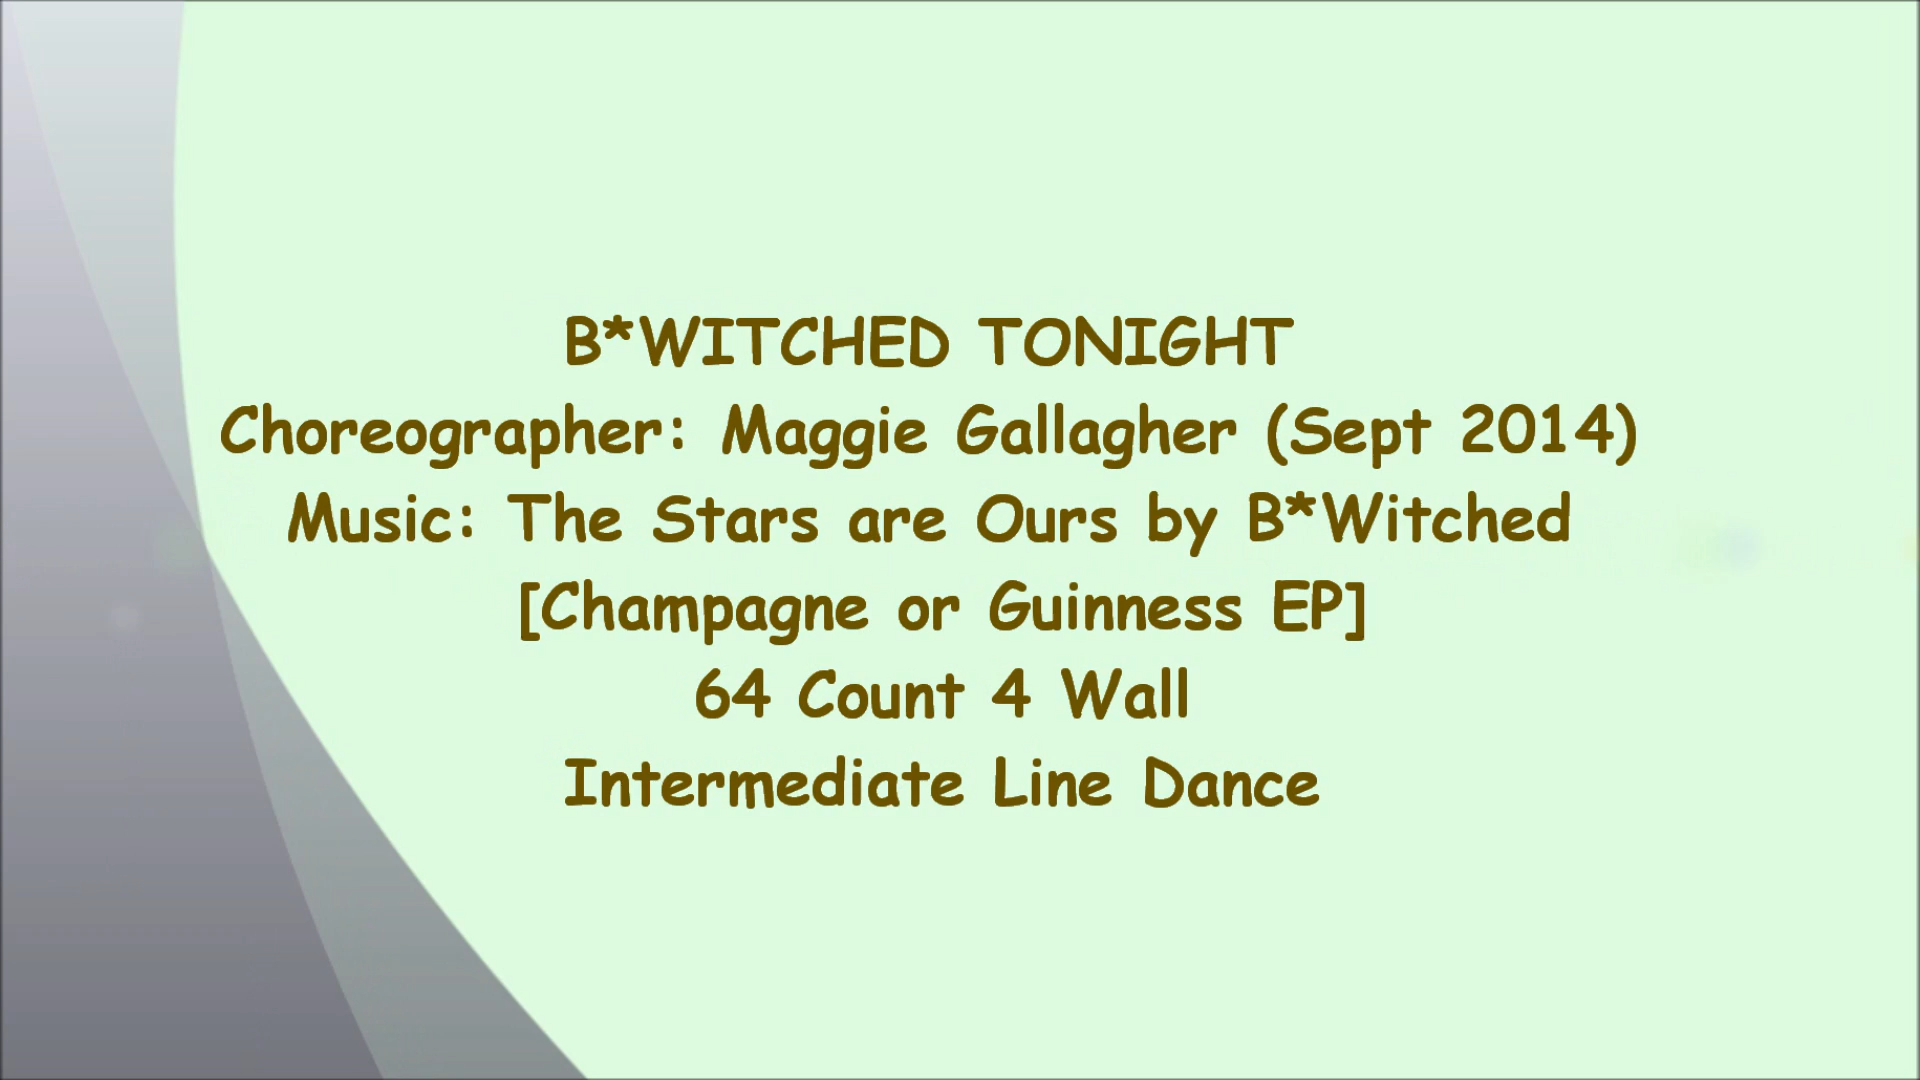 B*WITCHED TONIGHT
Choreographer: Maggie Gallagher (Sept 2014)
Music: The Stars are Ours by B*Witched
[Champagne or Guinness EP]
64 Count 4 Wall
Intermediate Line Dance